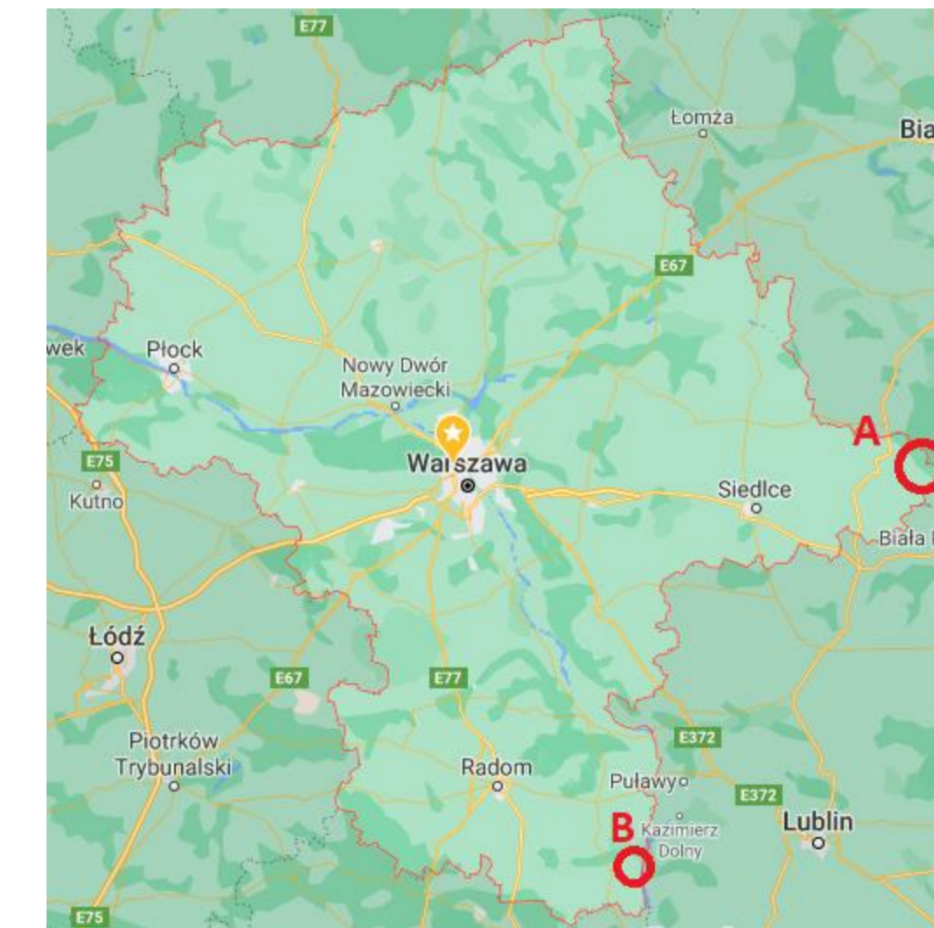 E77
Łomża
Bia
E67
wek
Płock
Nowy Dwór
Mazowiecki
A
Warszawa
E75
Kutno
Siedlce
Biała
Łódź
E67
E77
Piotrków
Trybunalski
Radom
E372
Puławy
E372
B
Kazimierz
Dolny
Lublin
E75